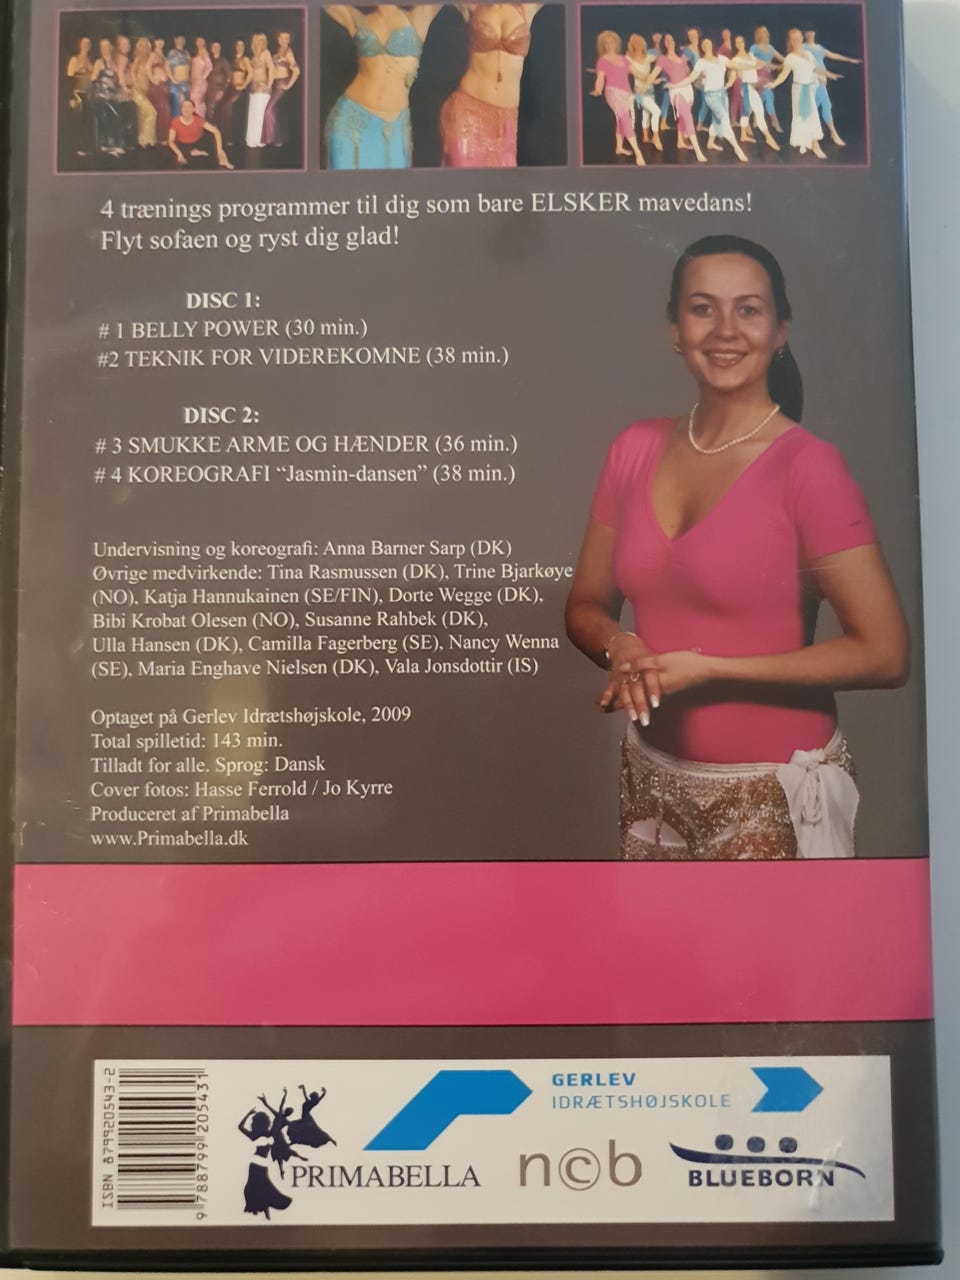 4 trænings programmer til dig som bare ELSKER mavedans!
Flyt sofaen og ryst dig glad!
DISC 1:
# 1 BELLY POWER (30 min.)
#2 TEKNIK FOR VIDEREKOMNE (38 min.)
DISC 2:
# 3 SMUKKE ARME OG HÆNDER (36 min.)
# 4 KOREOGRAFI “Jasmin-dansen” (38 min.)
Undervisning og koreografi: Anna Barner Sarp (DK)
Øvrige medvirkende: Tina Rasmussen (DK), Trine Bjarkøye
(NO), Katja Hannukainen (SE/FIN), Dorte Wegge (DK),
Bibi Krobat Olesen (NO), Susanne Rahbek (DK),
Ulla Hansen (DK), Camilla Fagerberg (SE), Nancy Wenna
(SE), Maria Enghave Nielsen (DK), Vala Jonsdottir (IS)
Optaget på Gerlev Idrætshøjskole, 2009
Total spilletid: 143 min.
Tilladt for alle. Sprog: Dansk
Cover fotos: Hasse Ferrold / Jo Kyrre
Produceret af Primabella
www.Primabella.dk
ISBN 879920543-2
9 788799 205431
PRIMABELLA
GERLEV
IDRÆTSHØJSKOLE
n©b
BLUEBORN